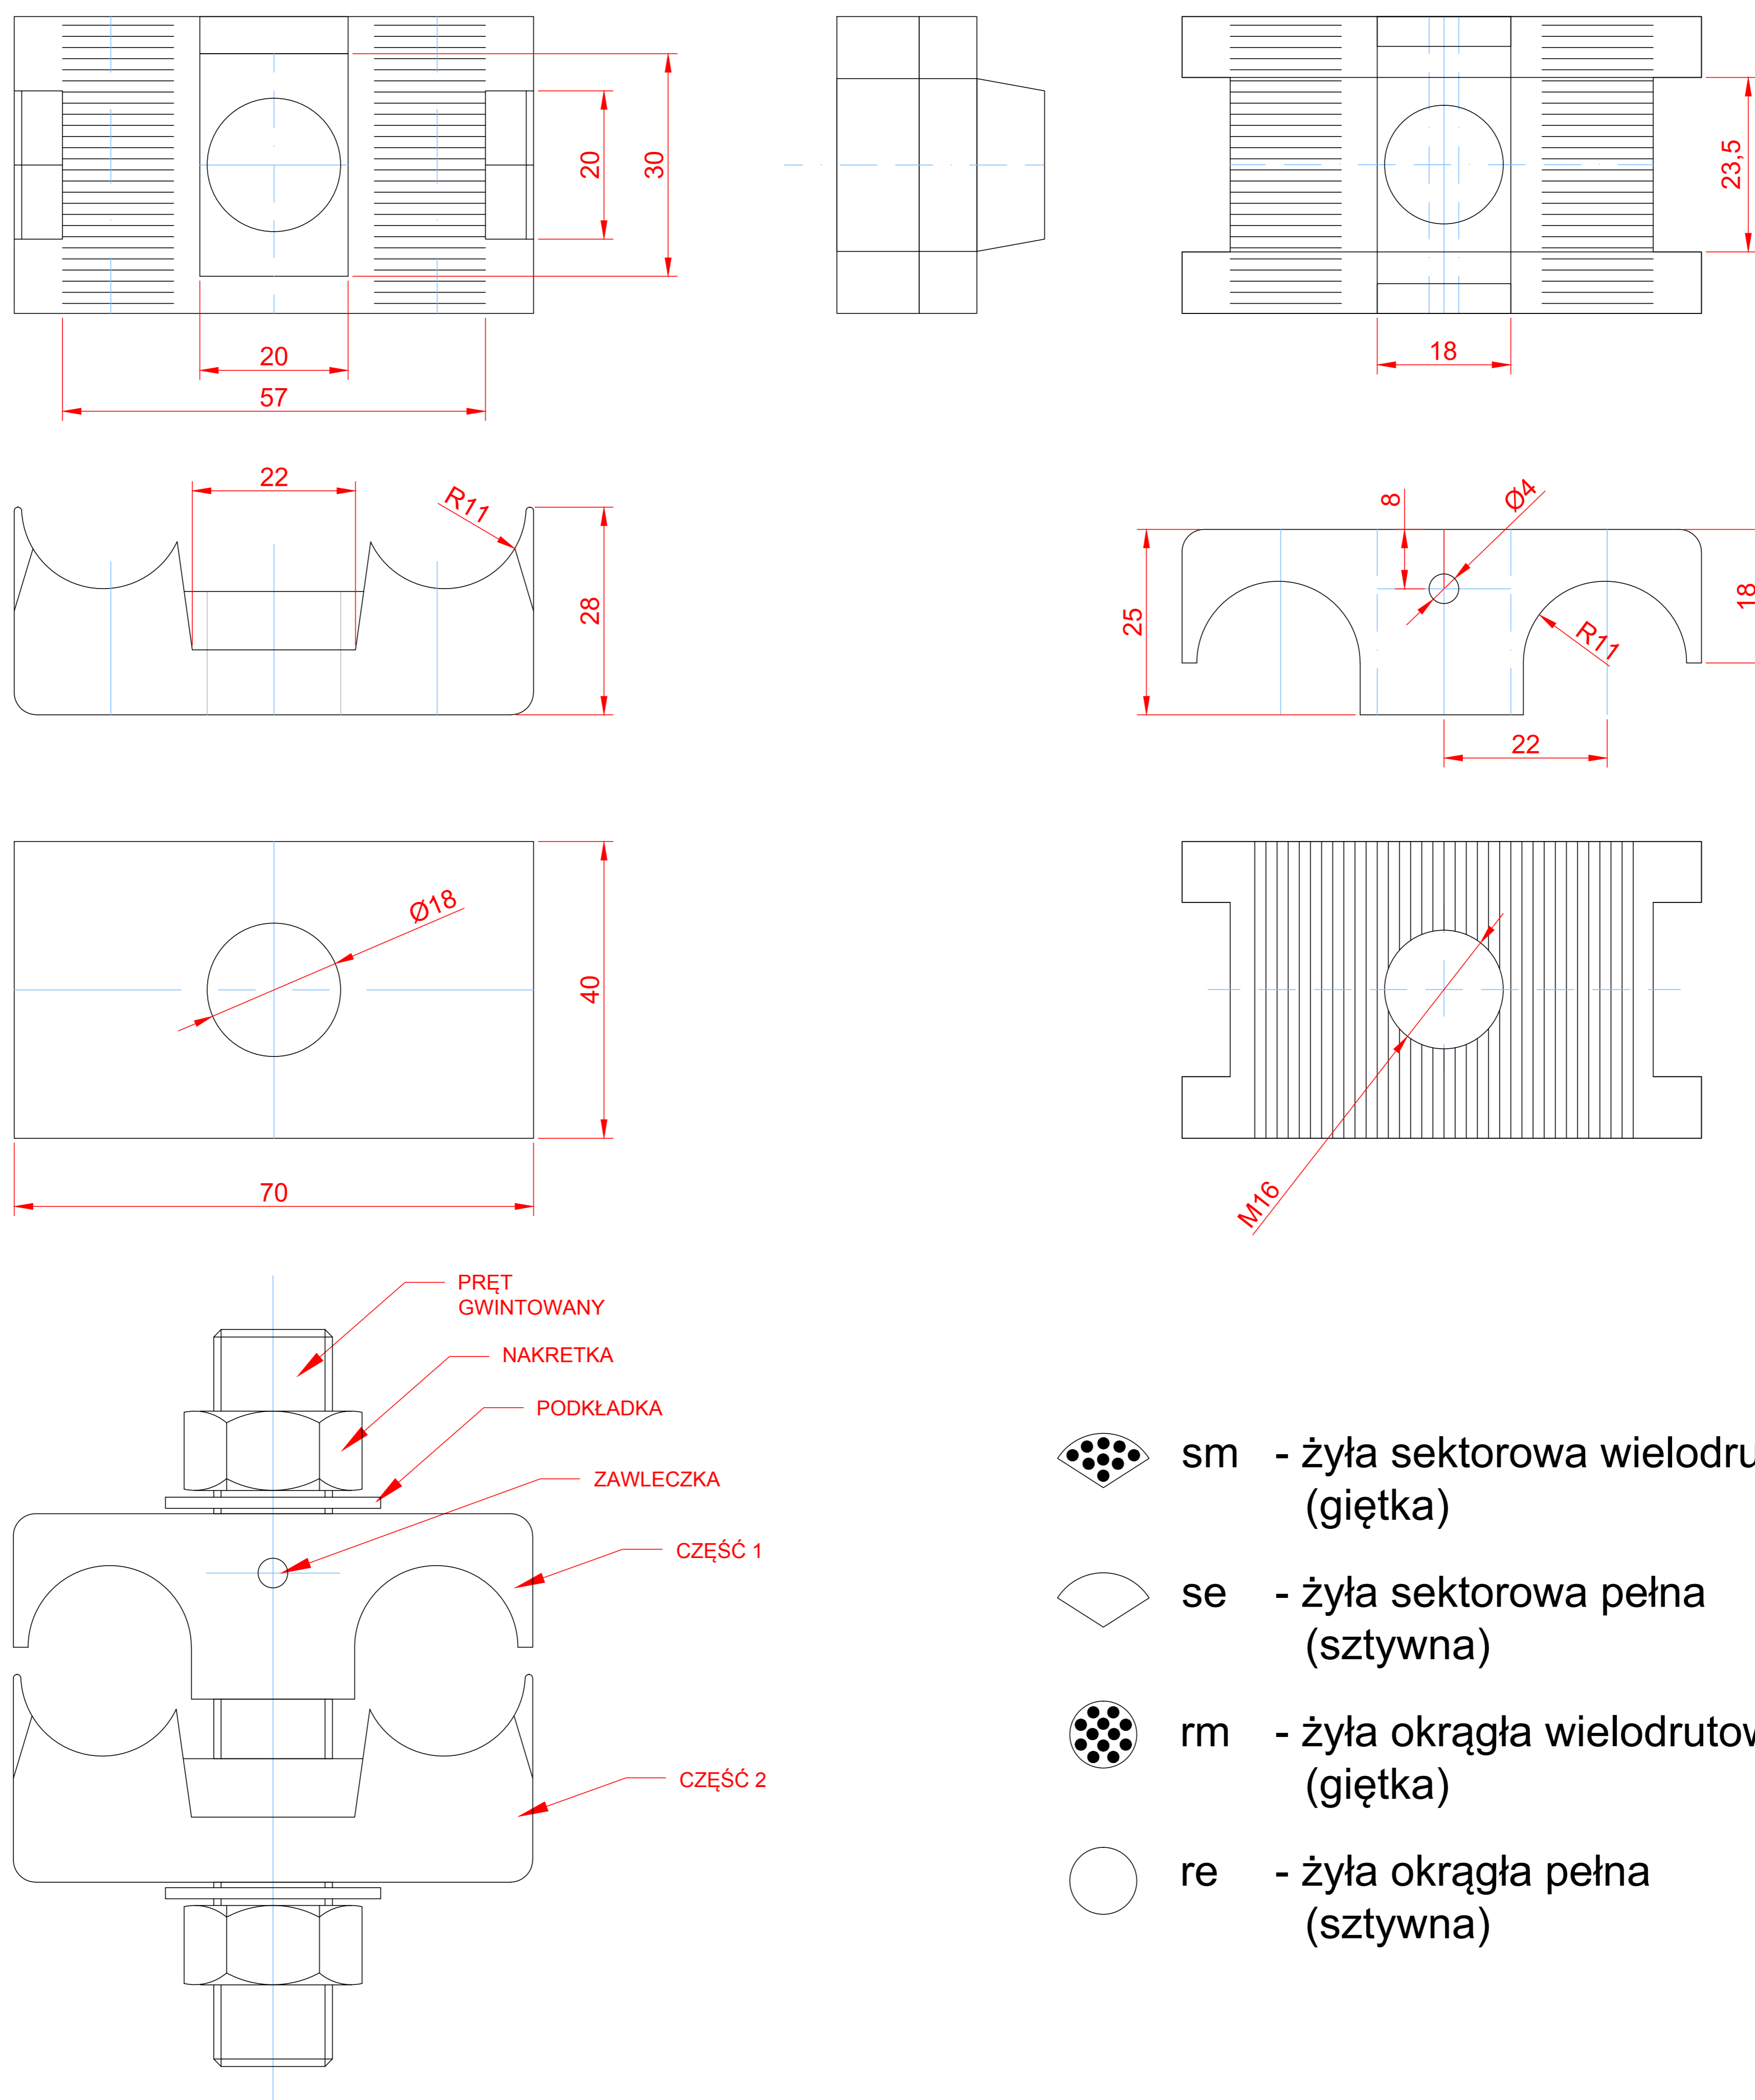 20
30
23,5
20
57
18
22
R11
28
8
Ø4
25
18
R11
22
Ø18
40
70
M16
PRĘT
GWINTOWANY
NAKRETKA
PODKŁADKA
ZAWLECZKA
CZĘŚĆ 1
CZĘŚĆ 2
sm - żyła sektorowa wielodru
(giętka)
se - żyła sektorowa pełna
(sztywna)
rm - żyła okrągła wielodrutow
(giętka)
re - żyła okrągła pełna
(sztywna)